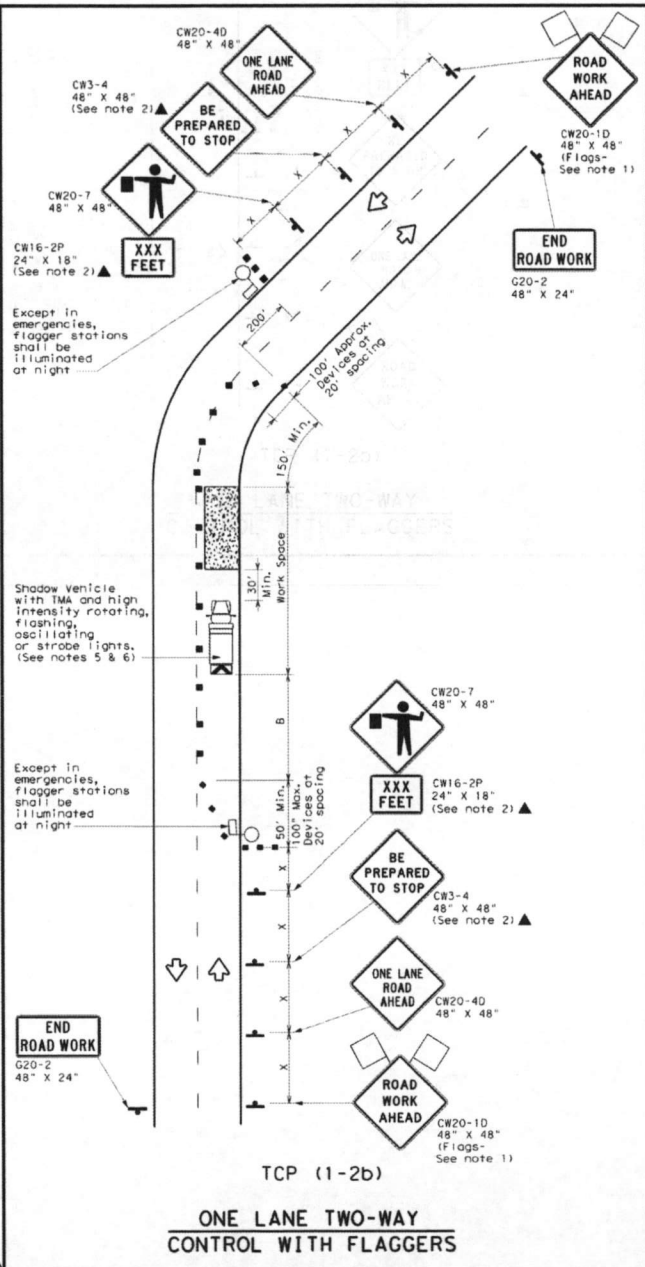 CW20-4D
48" X 48"
ONE LANE
ROAD
AHEAD
ROAD
WORK
AHEAD
CW20-1D
48" X 48"
(Flags-
See note 1)
CW3-4
48" X 48"
(See note 2)▲
BE
PREPARED
TO STOP
X
X
X
X
CW20-7
48" X 48"
XXX
FEET
CW16-2P
24" X 18"
(See note 2)▲
END
ROAD WORK
G20-2
48" X 24"
Except in
emergencies,
flagger stations
shall be
illuminated
at night
200'
100' Approx.
Devices at
20' spacing
150' Min.
Work Space
30'
Min.
Shadow Vehicle
with TMA and high
intensity rotating,
flashing,
oscillating
or strobe lights.
(See notes 5 & 6)
B
CW20-7
48" X 48"
Except in
emergencies,
flagger stations
shall be
illuminated
at night
50' Min.
100" Max.
Devices at
20' spacing
XXX
FEET
CW16-2P
24" X 18"
(See note 2)▲
X
BE
PREPARED
TO STOP
CW3-4
48" X 48"
(See note 2)▲
X
ONE LANE
ROAD
AHEAD
CW20-4D
48" X 48"
X
X
END
ROAD WORK
G20-2
48" X 24"
ROAD
WORK
AHEAD
CW20-1D
48" X 48"
(Flags-
See note 1)
TCP (1-2b)
ONE LANE TWO-WAY
CONTROL WITH FLAGGERS